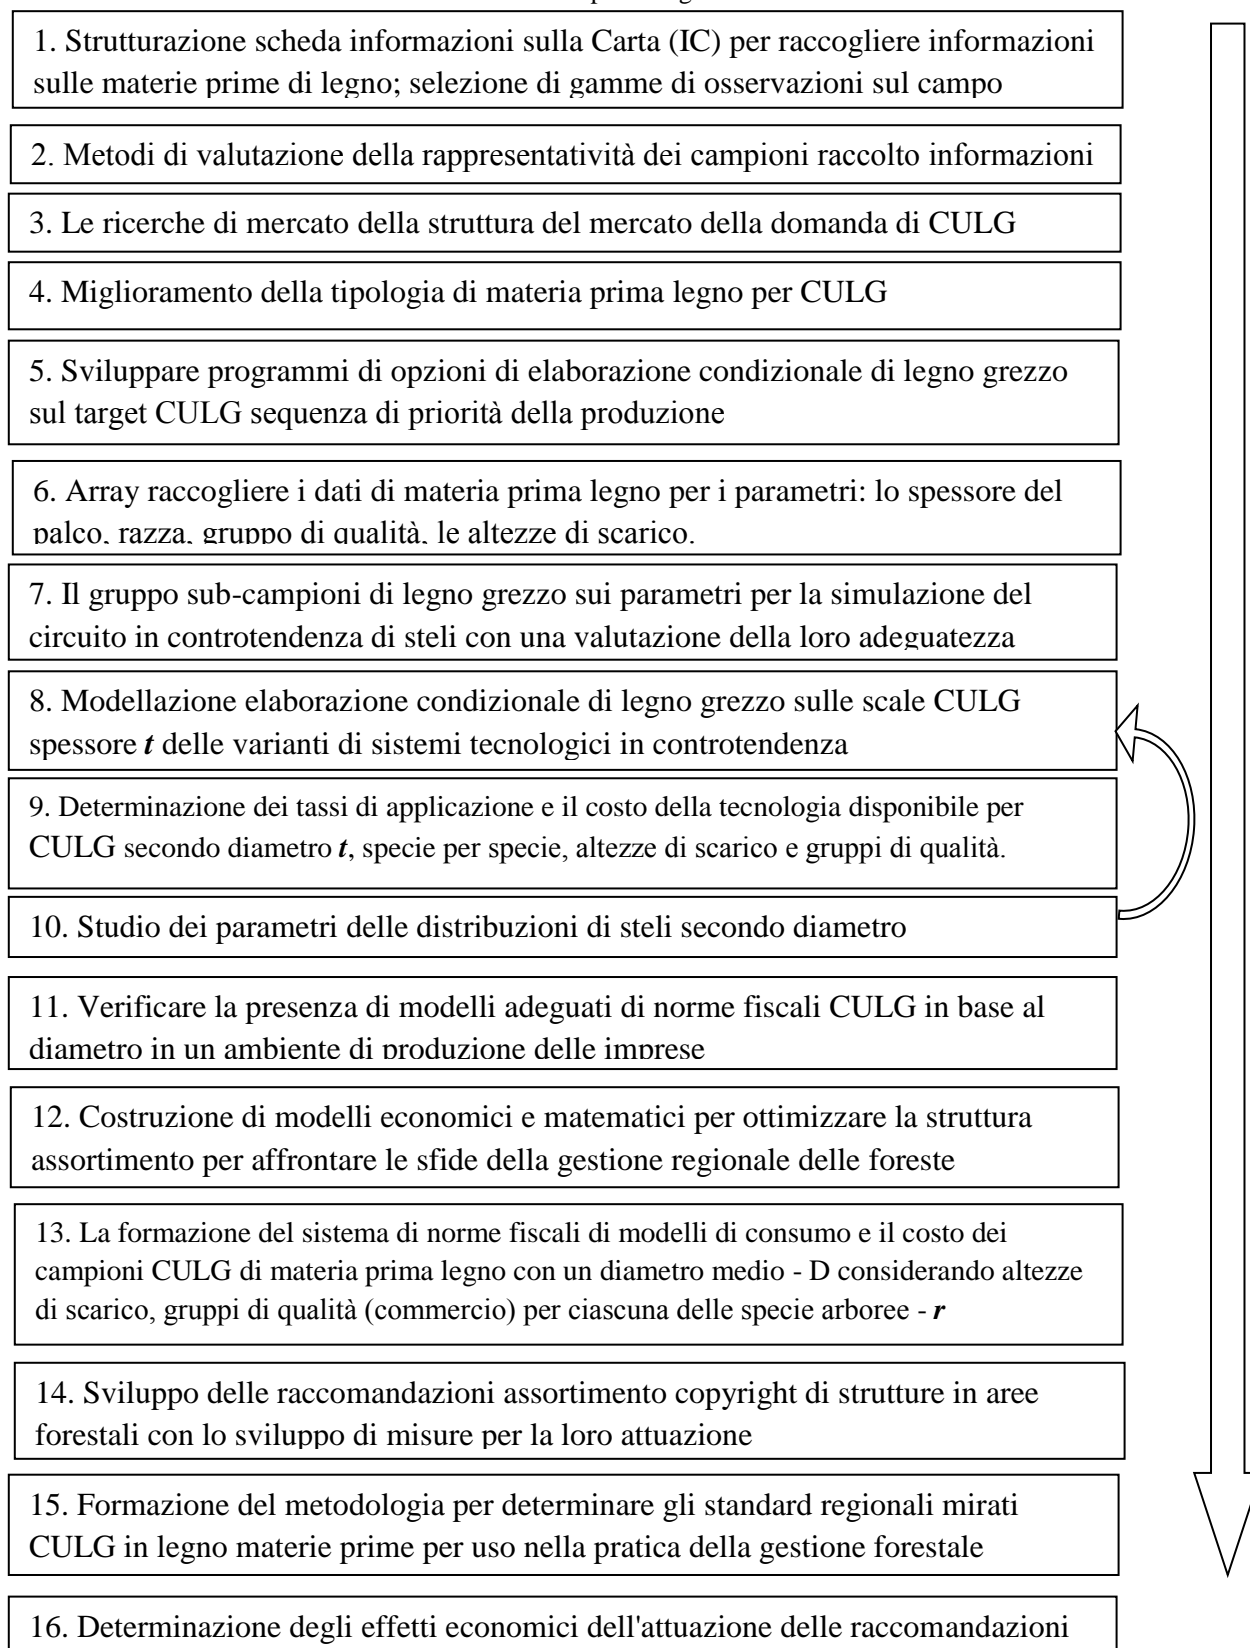 1. Strutturazione scheda informazioni sulla Carta (IC) per raccogliere informazioni
sulle materie prime di legno; selezione di gamme di osservazioni sul campo
2. Metodi di valutazione della rappresentatività dei campioni raccolto informazioni
3. Le ricerche di mercato della struttura del mercato della domanda di CULG
4. Miglioramento della tipologia di materia prima legno per CULG
5. Sviluppare programmi di opzioni di elaborazione condizionale di legno grezzo
sul target CULG sequenza di priorità della produzione
6. Array raccogliere i dati di materia prima legno per i parametri: lo spessore del
palco, razza, gruppo di qualità, le altezze di scarico.
7. Il gruppo sub-campioni di legno grezzo sui parametri per la simulazione del
circuito in controtendenza di steli con una valutazione della loro adeguatezza
8. Modellazione elaborazione condizionale di legno grezzo sulle scale CULG
spessore t delle varianti di sistemi tecnologici in controtendenza
9. Determinazione dei tassi di applicazione e il costo della tecnologia disponibile per
CULG secondo diametro t, specie per specie, altezze di scarico e gruppi di qualità.
10. Studio dei parametri delle distribuzioni di steli secondo diametro
11. Verificare la presenza di modelli adeguati di norme fiscali CULG in base al
diametro in un ambiente di produzione delle imprese
12. Costruzione di modelli economici e matematici per ottimizzare la struttura
assortimento per affrontare le sfide della gestione regionale delle foreste
13. La formazione del sistema di norme fiscali di modelli di consumo e il costo dei
campioni CULG di materia prima legno con un diametro medio - D considerando altezze
di scarico, gruppi di qualità (commercio) per ciascuna delle specie arboree - r
14. Sviluppo delle raccomandazioni assortimento copyright di strutture in aree
forestali con lo sviluppo di misure per la loro attuazione
15. Formazione del metodologia per determinare gli standard regionali mirati
CULG in legno materie prime per uso nella pratica della gestione forestale
16. Determinazione degli effetti economici dell'attuazione delle raccomandazioni